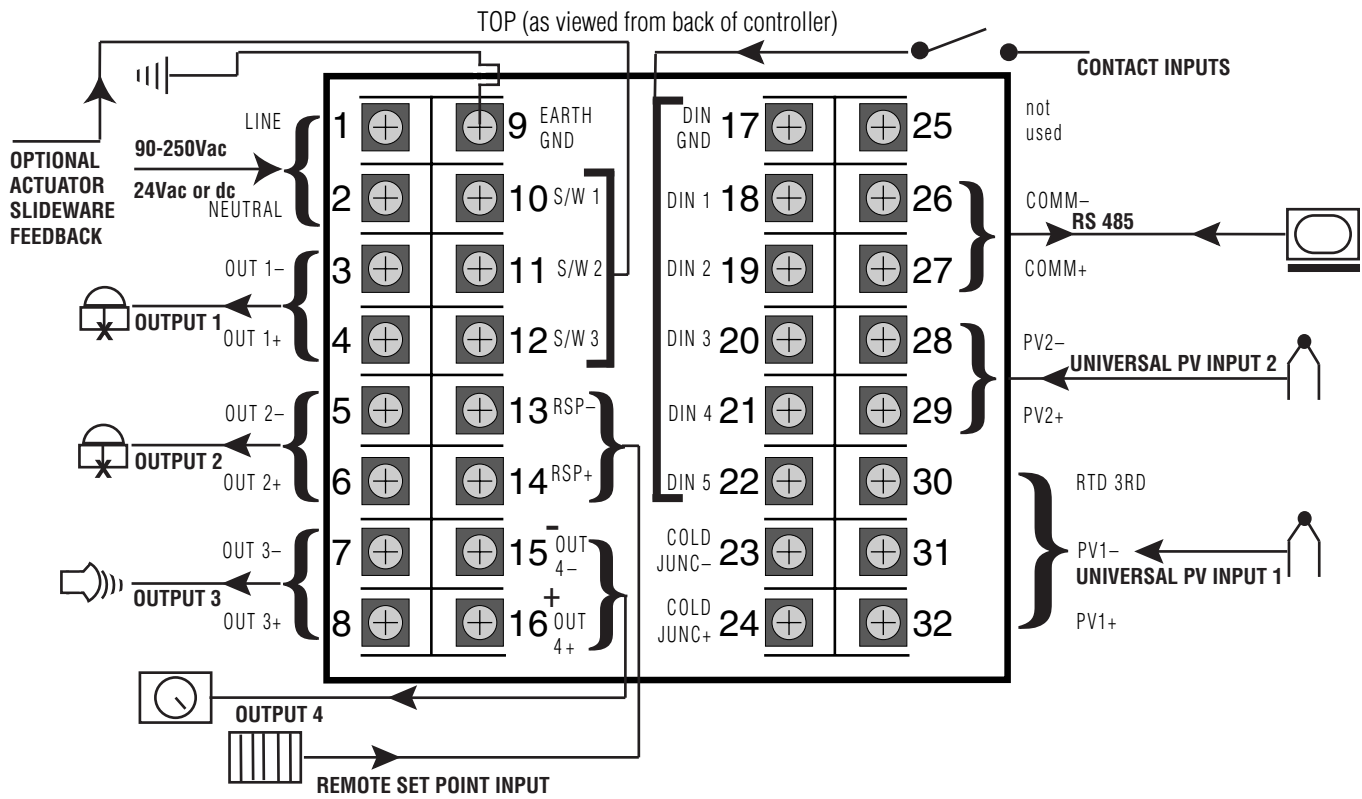 TOP (as viewed from back of controller)
CONTACT INPUTS
OPTIONAL
ACTUATOR
SLIDEWARE
FEEDBACK
90-250Vac
24Vac or dc
LINE
NEUTRAL
1
2
OUT 1–
OUT 1+
OUTPUT 1
3
4
OUT 2–
OUT 2+
OUTPUT 2
5
6
OUT 3–
OUT 3+
OUTPUT 3
7
8
9 EARTH
GND
10 S/W 1
11 S/W 2
12 S/W 3
13 RSP–
14 RSP+
-
15 OUT
4–
+
16 OUT
4+
OUTPUT 4
REMOTE SET POINT INPUT
DIN
GND 17
DIN 1 18
DIN 2 19
DIN 3 20
DIN 4 21
DIN 5 22
COLD
JUNC– 23
COLD
JUNC+ 24
25 not
used
26 COMM–
RS 485
27 COMM+
28 PV2–
UNIVERSAL PV INPUT 2
29 PV2+
30 RTD 3RD
31 PV1–
UNIVERSAL PV INPUT 1
32 PV1+